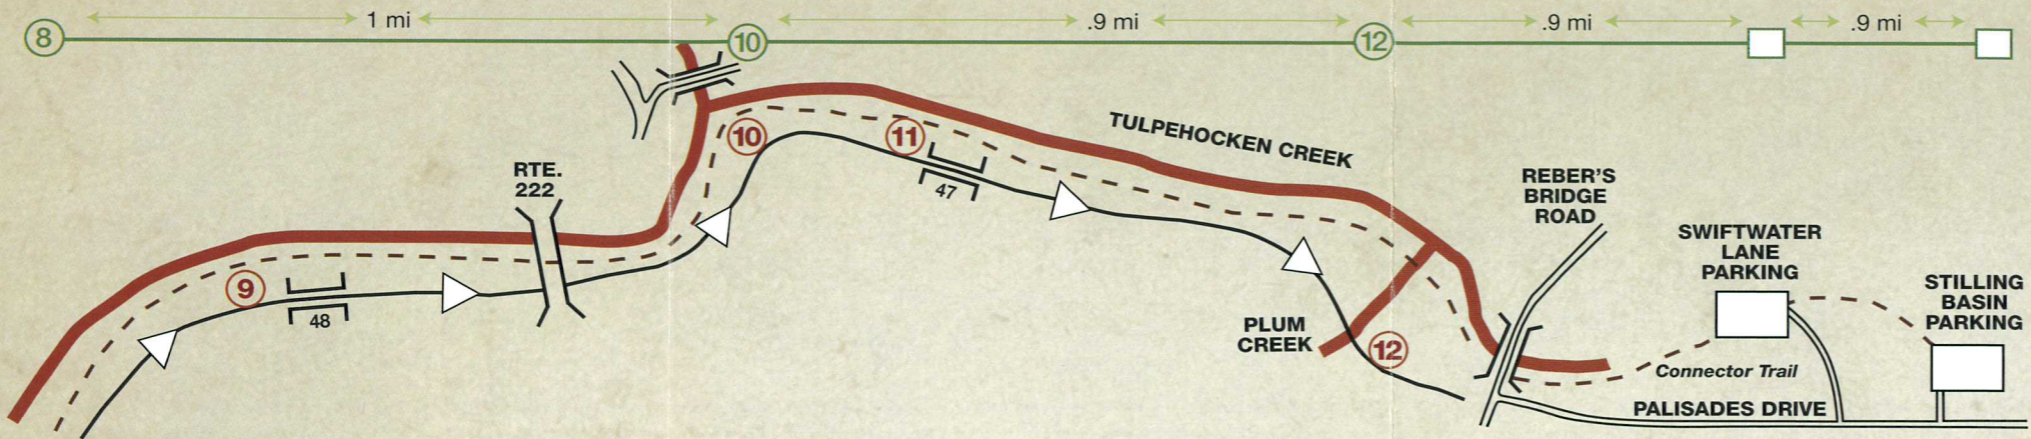 8
1 mi
10
.9 mi
12
.9 mi
.9 mi
RTE.
222
10
11
47
TULPEHOCKEN CREEK
REBER'S
BRIDGE
ROAD
SWIFTWATER
LANE
PARKING
STILLING
BASIN
PARKING
9
48
PLUM
CREEK
12
Connector Trail
PALISADES DRIVE